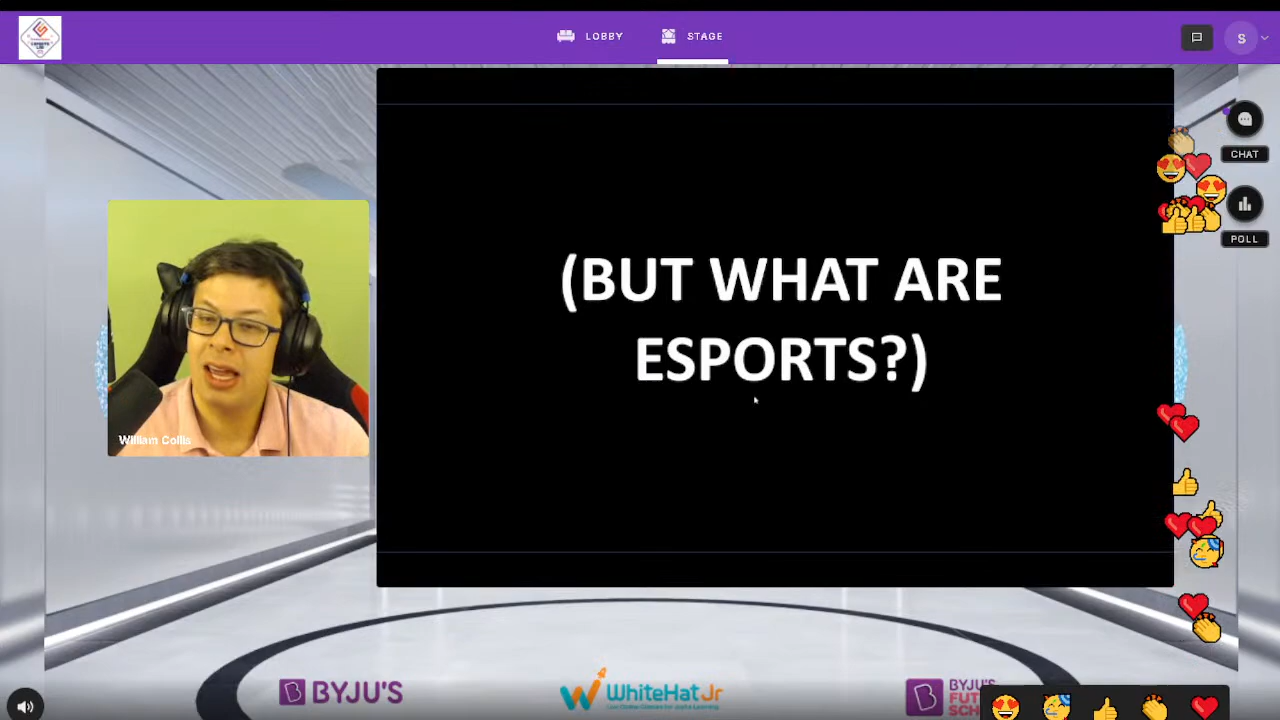 LOBBY
STAGE
S
CHAT
POLL
(BUT WHAT ARE
ESPORTS?)
William Collis
BYJU'S
WhiteHat Jr
BYJU'S